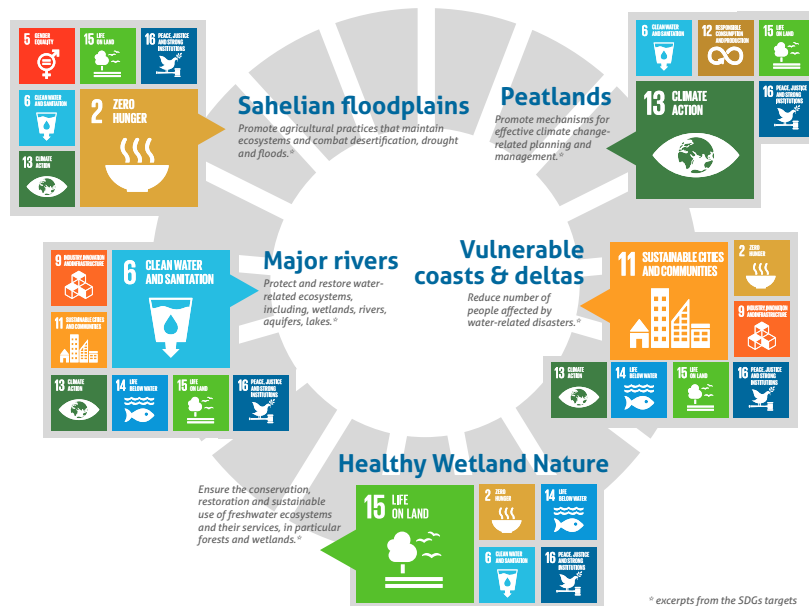 5 GENDER
EQUALITY
15 LIFE
ON LAND
16 PEACE, JUSTICE
AND STRONG
INSTITUTIONS
6 CLEAN WATER
AND SANITATION
2 ZERO
HUNGER
13 CLIMATE
ACTION
Sahelian floodplains
Promote agricultural practices that maintain
ecosystems and combat desertification, drought
and floods.*
Peatlands
Promote mechanisms for
effective climate change-
related planning and
management.*
6 CLEAN WATER
AND SANITATION
12 RESPONSIBLE
CONSUMPTION
AND PRODUCTION
15 LIFE
ON LAND
13 CLIMATE
ACTION
16 PEACE, JUSTICE
AND STRONG
INSTITUTIONS
9 INDUSTRY, INNOVATION
AND INFRASTRUCTURE
6 CLEAN WATER
AND SANITATION
11 SUSTAINABLE CITIES
AND COMMUNITIES
13 CLIMATE
ACTION
14 LIFE
BELOW WATER
15 LIFE
ON LAND
16 PEACE, JUSTICE
AND STRONG
INSTITUTIONS
Major rivers
Protect and restore water-
related ecosystems,
including, wetlands, rivers,
aquifers, lakes.*
Vulnerable
coasts & deltas
Reduce number of
people affected by
water-related disasters.*
11 SUSTAINABLE CITIES
AND COMMUNITIES
2 ZERO
HUNGER
9 INDUSTRY, INNOVATION
AND INFRASTRUCTURE
13 CLIMATE
ACTION
14 LIFE
BELOW WATER
15 LIFE
ON LAND
16 PEACE, JUSTICE
AND STRONG
INSTITUTIONS
Healthy Wetland Nature
Ensure the conservation,
restoration and sustainable
use of freshwater ecosystems
and their services, in particular
forests and wetlands.*
15 LIFE
ON LAND
2 ZERO
HUNGER
14 LIFE
BELOW WATER
6 CLEAN WATER
AND SANITATION
16 PEACE, JUSTICE
AND STRONG
INSTITUTIONS
* excerpts from the SDGs targets